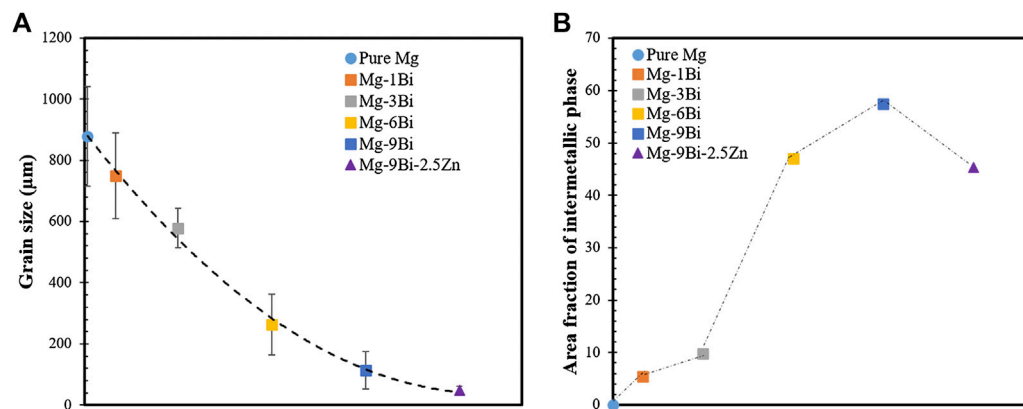 A
Grain size (μm)
1200
1000
800
600
400
200
0
Pure Mg
Mg-1Bi
Mg-3Bi
Mg-6Bi
Mg-9Bi
Mg-9Bi-2.5Zn
B
Area fraction of intermetallic phase
70
60
50
40
30
20
10
0
Pure Mg
Mg-1Bi
Mg-3Bi
Mg-6Bi
Mg-9Bi
Mg-9Bi-2.5Zn